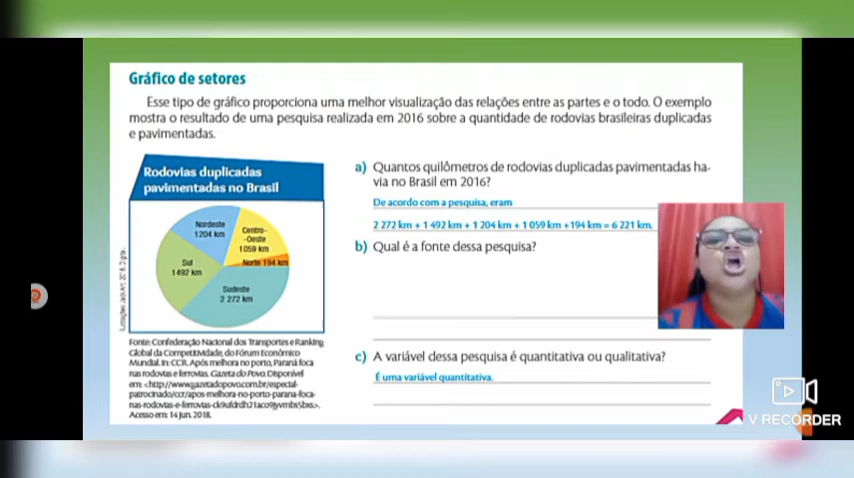 Gráfico de setores
Esse tipo de gráfico proporciona uma melhor visualização das relações entre as partes e o todo. O exemplo
mostra o resultado de uma pesquisa realizada em 2016 sobre a quantidade de rodovias brasileiras duplicadas
e pavimentadas.
Rodovias duplicadas
pavimentadas no Brasil
Nordeste
1204 km
Centro-
-Oeste
1059 km
Norte 194 km
Sul
1 492 km
Sudeste
2 272 km
Fonte: Confederação Nacional dos Transportes e Ranking
Global da Competitividade, do Fórum Econômico
Mundial. In: CCR. Após melhora no porto, Paraná foca
nas rodovias e ferrovias. Gazeta do Povo. Disponível
em: <http://www.gazetadopovo.com.br/especial-
patrocinado/ccr/apos-melhora-no-porto-parana-foca-
Acesso em: 14 jun. 2018.
a) Quantos quilômetros de rodovias duplicadas pavimentadas ha-
via no Brasil em 2016?
De acordo com a pesquisa, eram
2 272 km + 1 492 km + 1 204 km + 1 059 km +194 km = 6 221 km.
b) Qual é a fonte dessa pesquisa?
c) A variável dessa pesquisa é quantitativa ou qualitativa?
É uma variável quantitativa.
V RECORDER